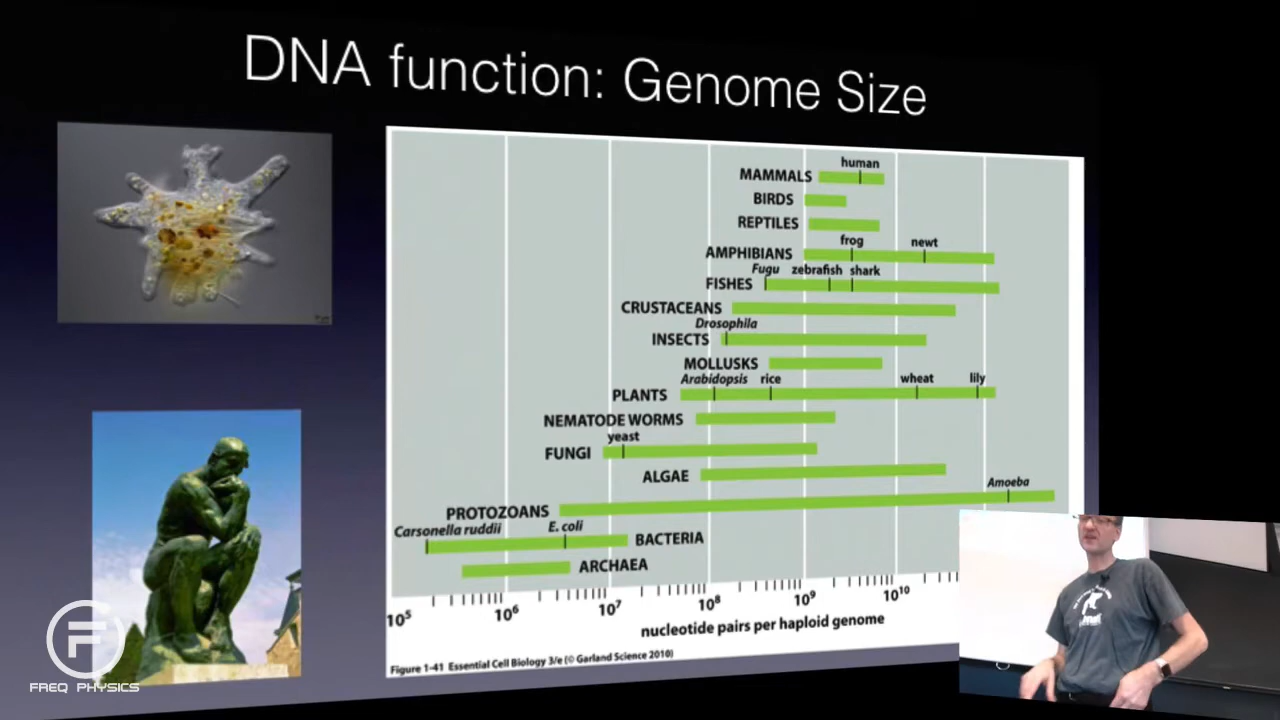 DNA function: Genome Size
human
MAMMALS
BIRDS
REPTILES
frog newt
AMPHIBIANS
Fugu zebrafish shark
FISHES
CRUSTACEANS
Drosophila
INSECTS
MOLLUSKS
Arabidopsis rice wheat lily
PLANTS
NEMATODE WORMS
yeast
FUNGI
ALGAE
Amoeba
PROTOZOANS
Carsonella ruddii E. coli
BACTERIA
ARCHAEA
10⁵ 10⁶ 10⁷ 10⁸ 10⁹ 10¹⁰
nucleotide pairs per haploid genome
Figure 1-41 Essential Cell Biology 3/e (© Garland Science 2010)
F
FREQ PHYSICS